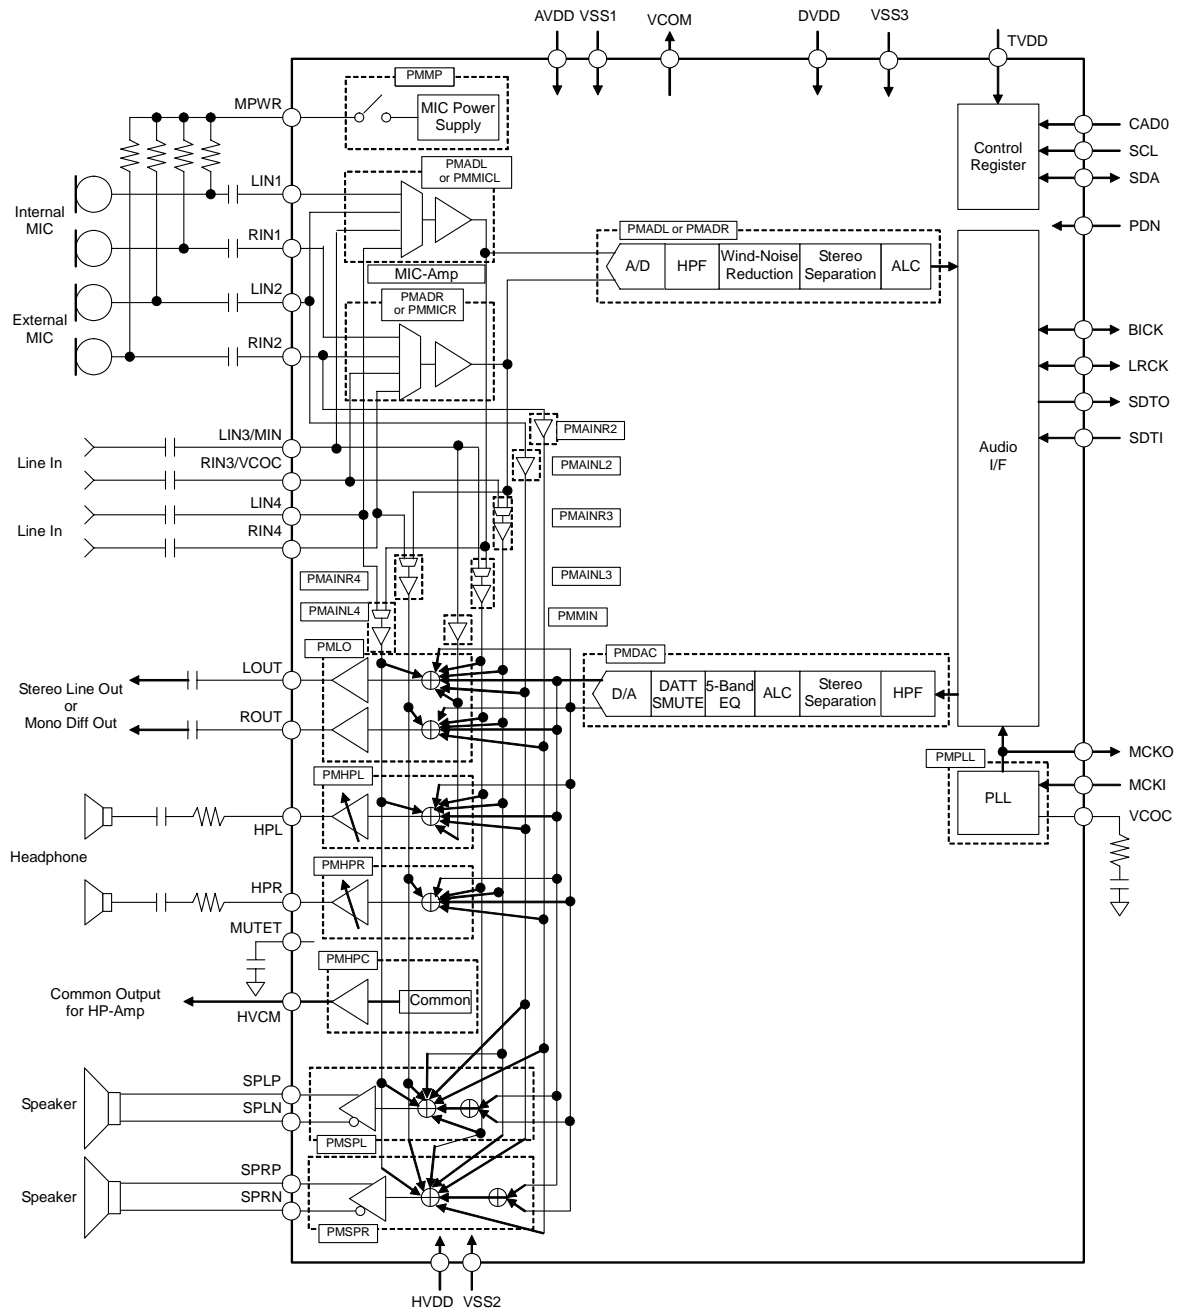 AVDD VSS1 VCOM DVDD VSS3 TVDD
PMMP
MPWR
MIC Power
Supply
CAD0
SCL
SDA
Control
Register
PDN
PMADL
or PMMICL
LIN1
Internal
MIC
RIN1
MIC-Amp
PMADL or PMADR
A/D
HPF
Wind-Noise
Reduction
Stereo
Separation
ALC
LIN2
PMADR
or PMMICR
External
MIC
RIN2
BICK
LRCK
SDTO
SDTI
Audio
I/F
LIN3/MIN
Line In
RIN3/VCOC
LIN4
Line In
RIN4
PMAINR2
PMAINL2
PMAINR3
PMAINR4
PMAINL3
PMAINL4
PMMIN
PMLO
LOUT
Stereo Line Out
or
Mono Diff Out
ROUT
PMDAC
D/A
DATT
SMUTE
5-Band
EQ
ALC
Stereo
Separation
HPF
MCKO
PMPLL
PLL
MCKI
VCOC
PMHPL
HPL
Headphone
PMHPR
HPR
MUTET
PMHPC
Common Output
for HP-Amp
HVCM
Common
SPLP
Speaker
SPLN
PMSPL
SPRP
Speaker
SPRN
PMSPR
HVDD VSS2